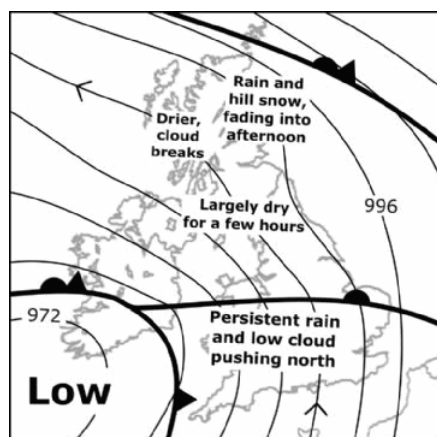 Rain and
hill snow,
fading into
afternoon
Drier,
cloud
breaks
Largely dry
for a few hours
996
972
Persistent rain
and low cloud
pushing north
Low